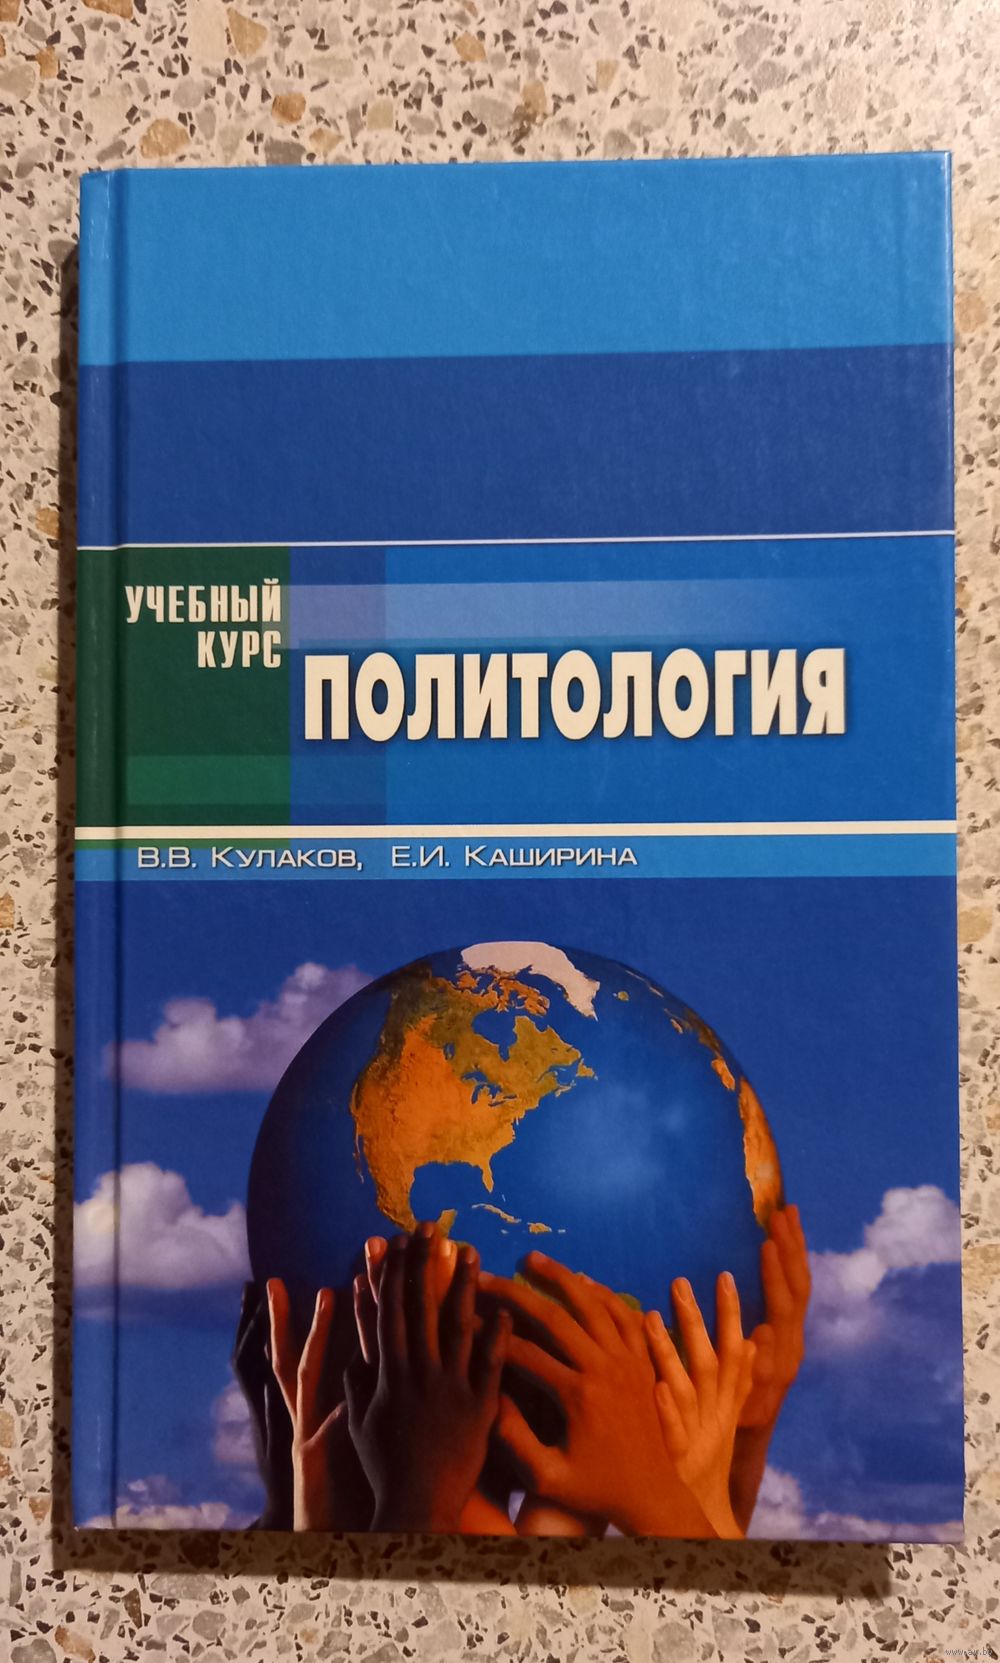 УЧЕБНЫЙ
КУРС
ПОЛИТОЛОГИЯ
В.В. КУЛАКОВ, Е.И. КАШИРИНА